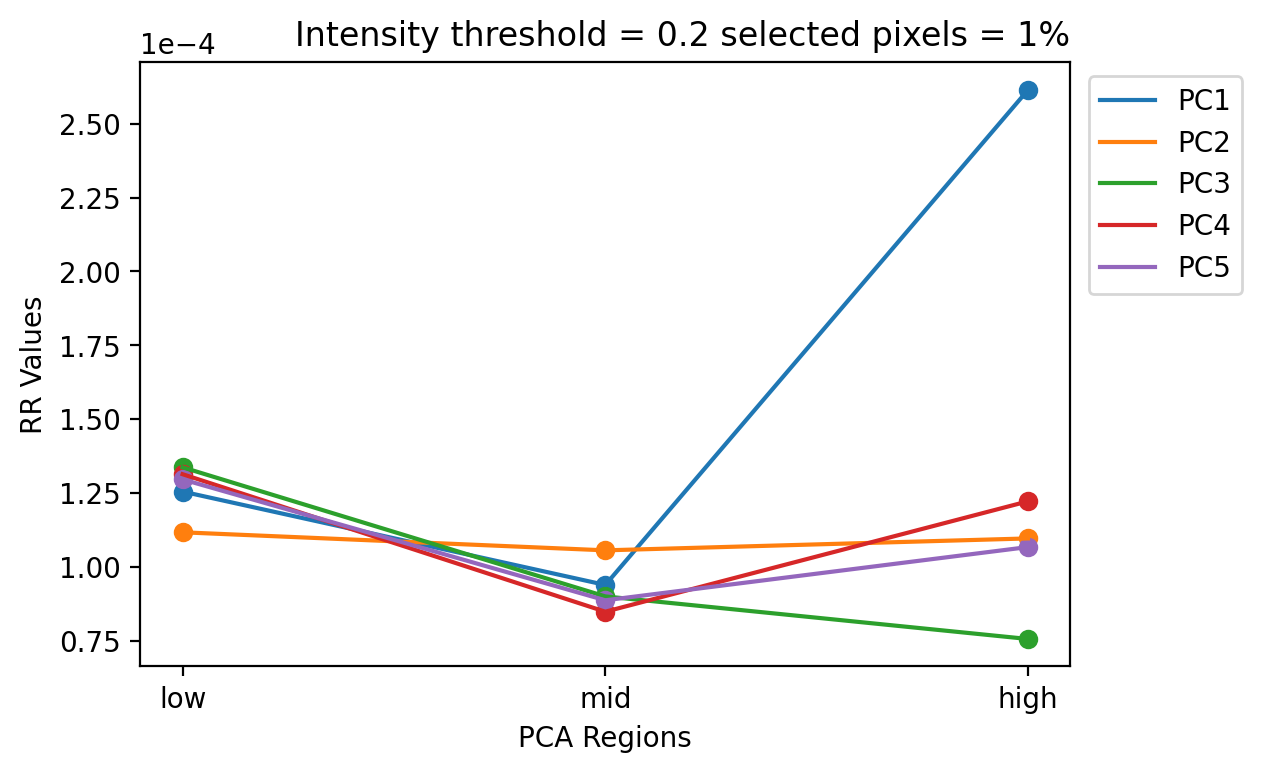 Intensity threshold = 0.2 selected pixels = 1%
1e−4
2.50
2.25
2.00
1.75
1.50
1.25
1.00
0.75
RR Values
low
mid
high
PCA Regions
PC1
PC2
PC3
PC4
PC5